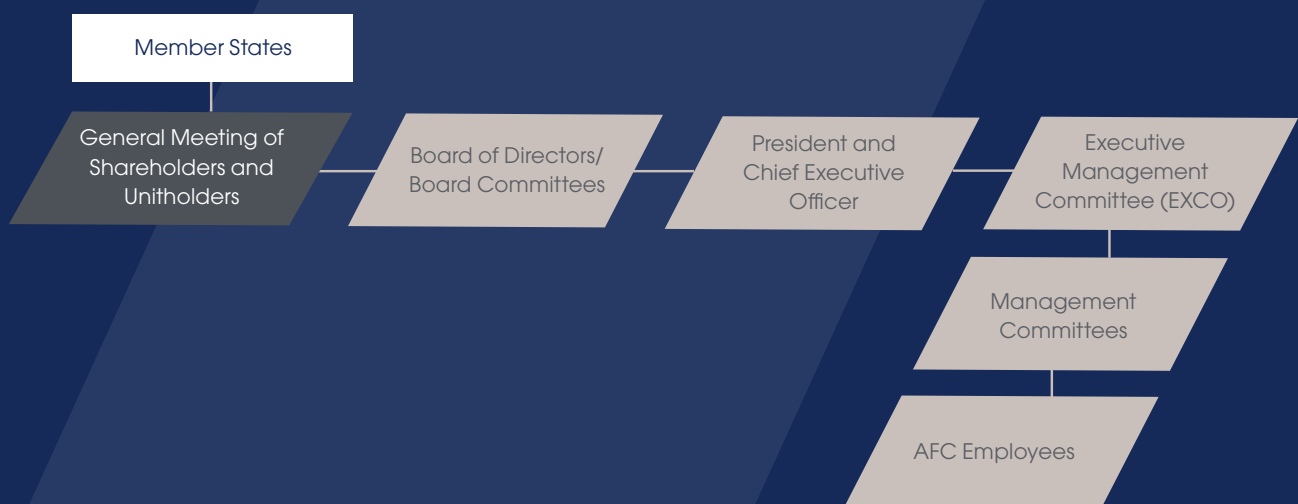 Member States
General Meeting of
Shareholders and
Unitholders
Board of Directors/
Board Committees
President and
Chief Executive
Officer
Executive
Management
Committee (EXCO)
Management
Committees
AFC Employees